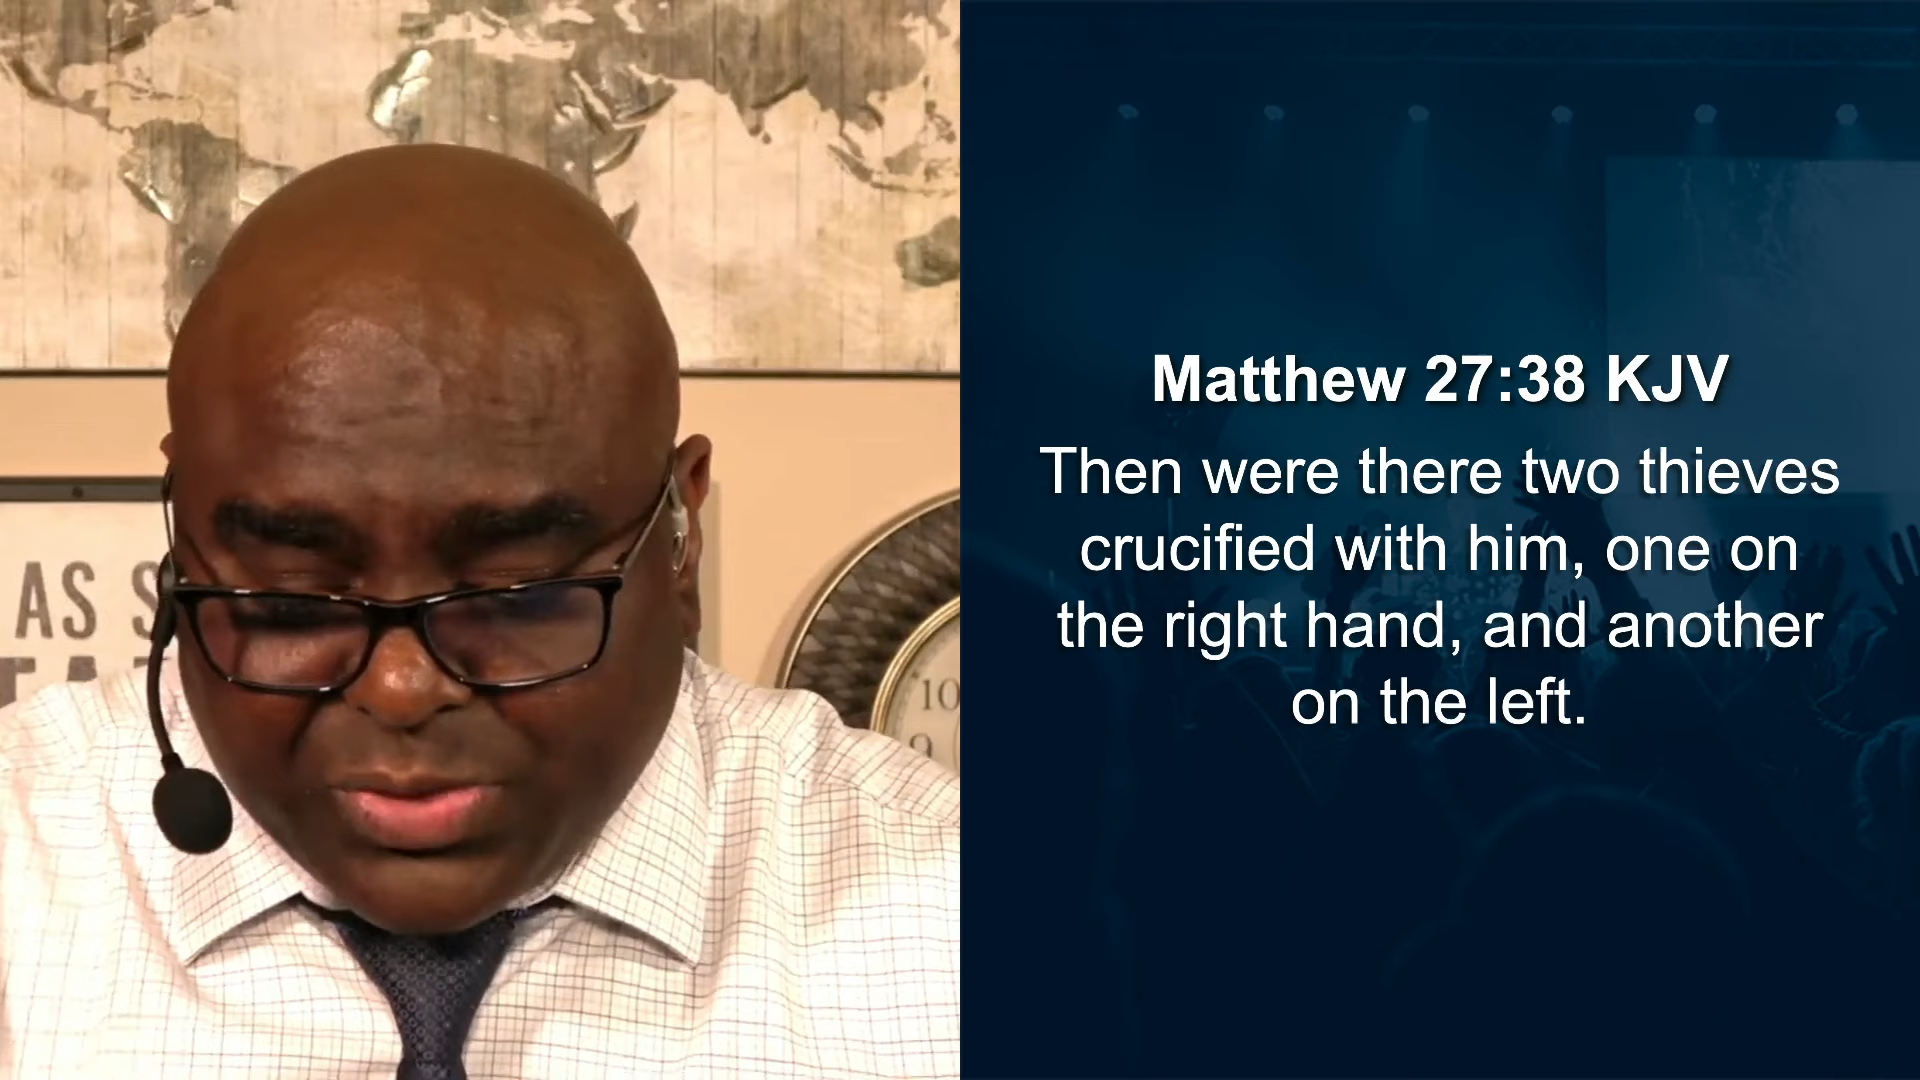 AS S
10
9
Matthew 27:38 KJV
Then were there two thieves
crucified with him, one on
the right hand, and another
on the left.